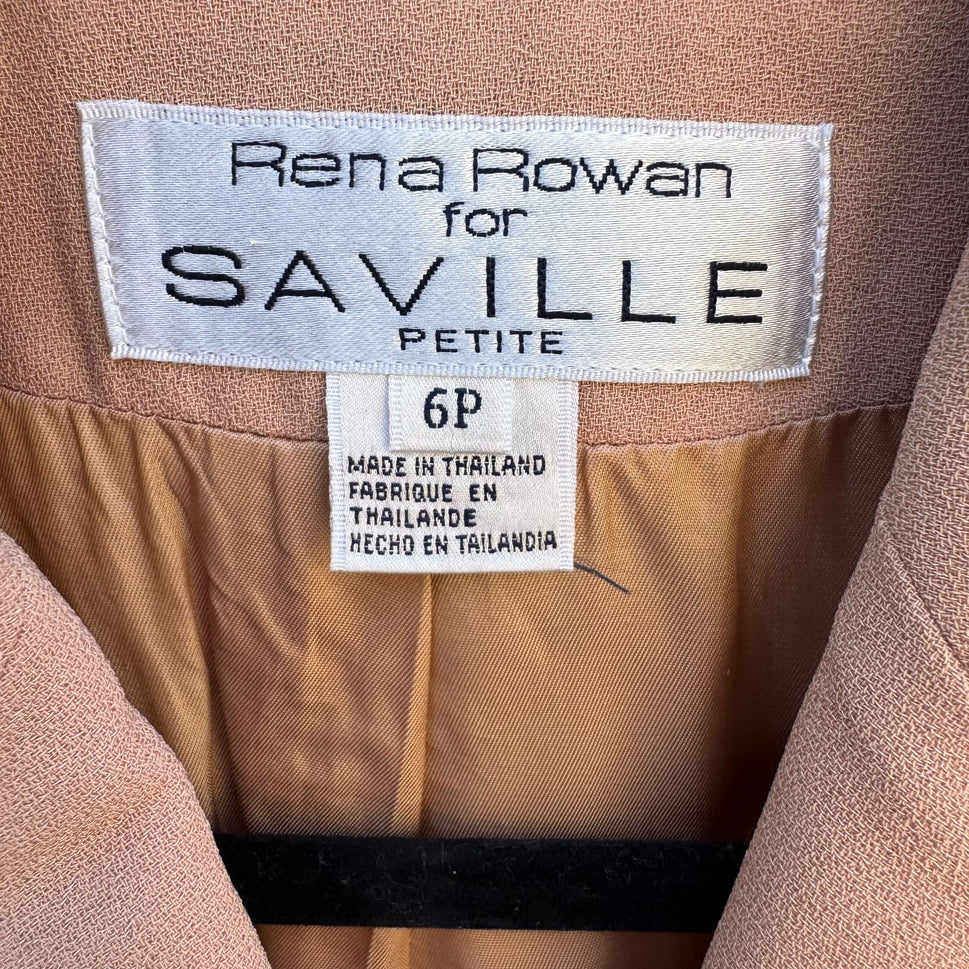 Rena Rowan
for
SAVILLE
PETITE
6P
MADE IN THAILAND
FABRIQUE EN
THAILANDE
HECHO EN TAILANDIA